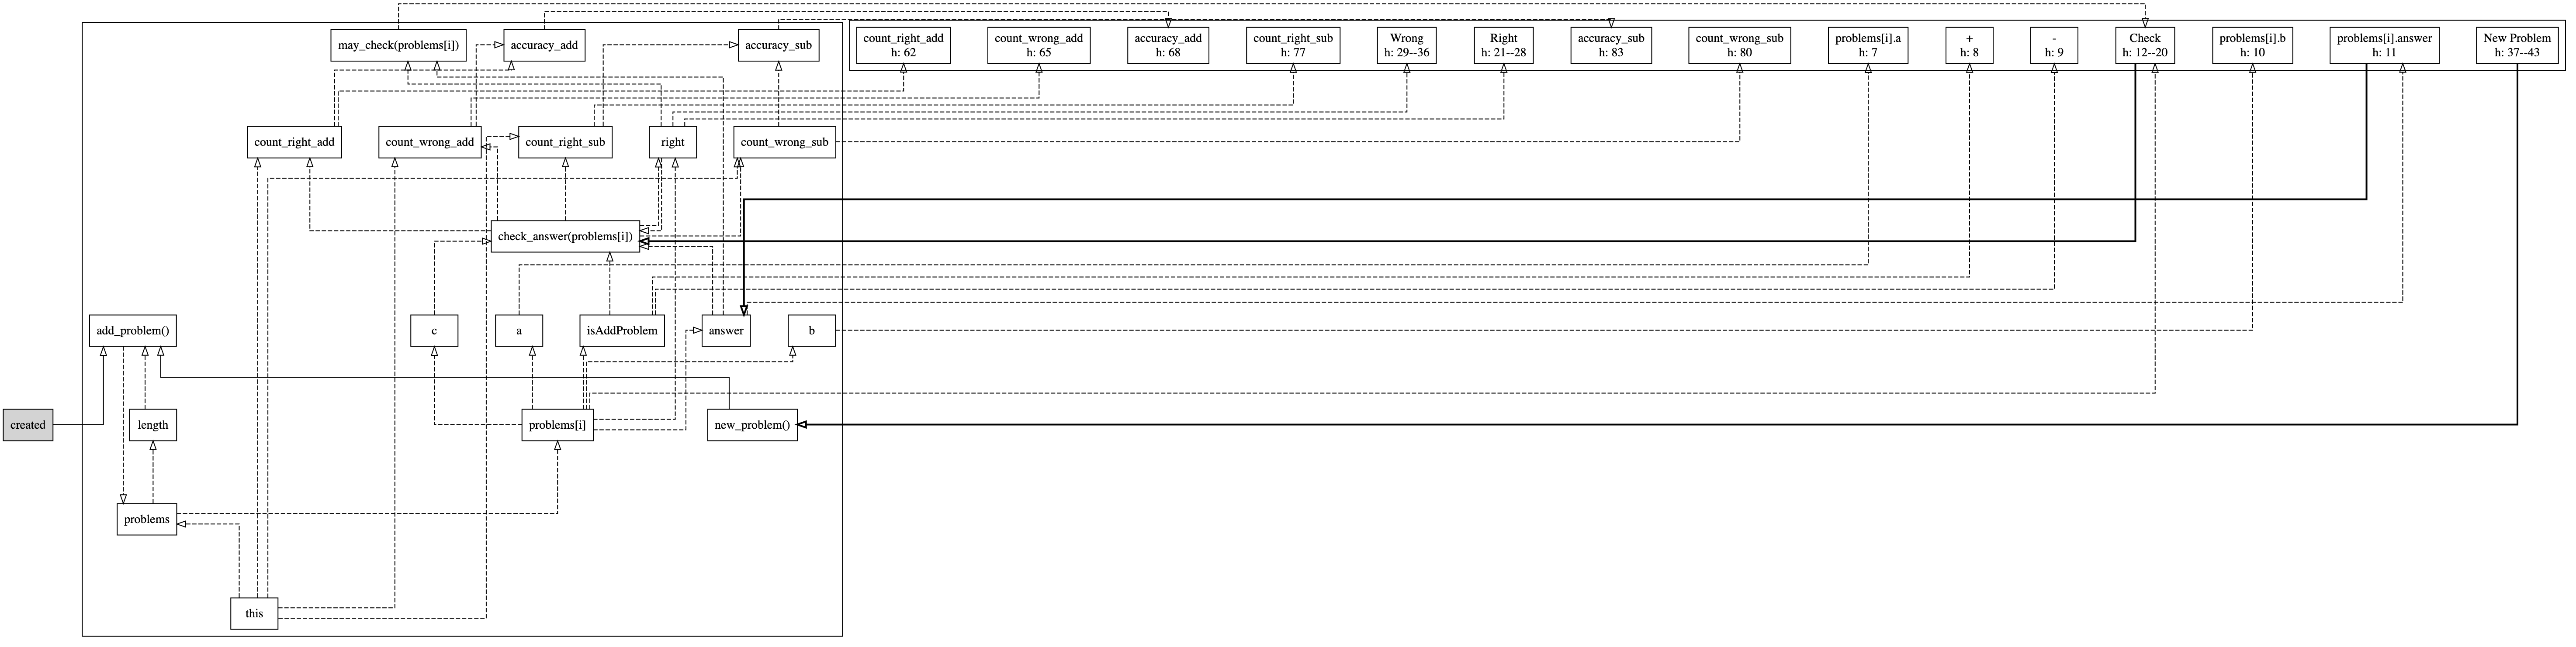 may_check(problems[i])
accuracy_add
accuracy_sub
count_right_add
h: 62
count_wrong_add
h: 65
accuracy_add
h: 68
count_right_sub
h: 77
Wrong
h: 29--36
Right
h: 21--28
accuracy_sub
h: 83
count_wrong_sub
h: 80
problems[i].a
h: 7
+
h: 8
-
h: 9
Check
h: 12--20
problems[i].b
h: 10
problems[i].answer
h: 11
New Problem
h: 37--43
count_right_add
count_wrong_add
count_right_sub
right
count_wrong_sub
check_answer(problems[i])
add_problem()
c
a
isAddProblem
answer
b
created
length
problems[i]
new_problem()
problems
this